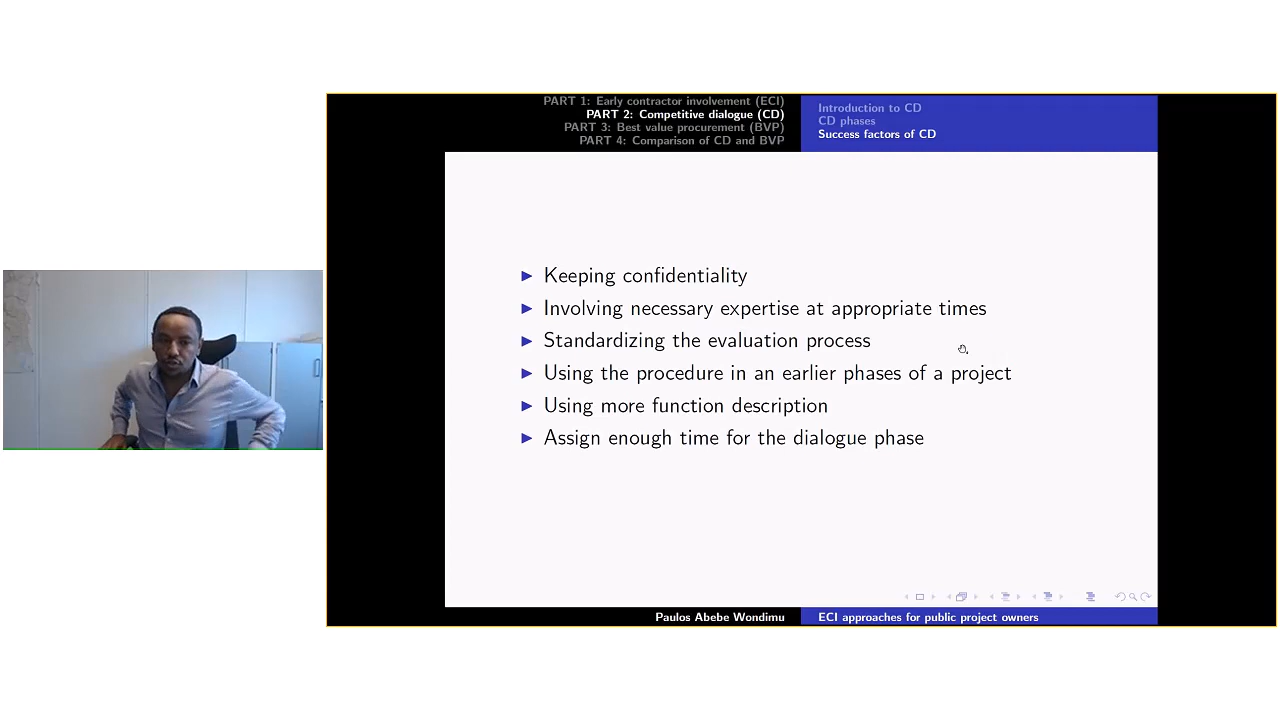 PART 1: Early contractor involvement (ECI)
PART 2: Competitive dialogue (CD)
PART 3: Best value procurement (BVP)
PART 4: Comparison of CD and BVP
Introduction to CD
CD phases
Success factors of CD
Keeping confidentiality
Involving necessary expertise at appropriate times
Standardizing the evaluation process
Using the procedure in an earlier phases of a project
Using more function description
Assign enough time for the dialogue phase
Paulos Abebe Wondimu
ECI approaches for public project owners